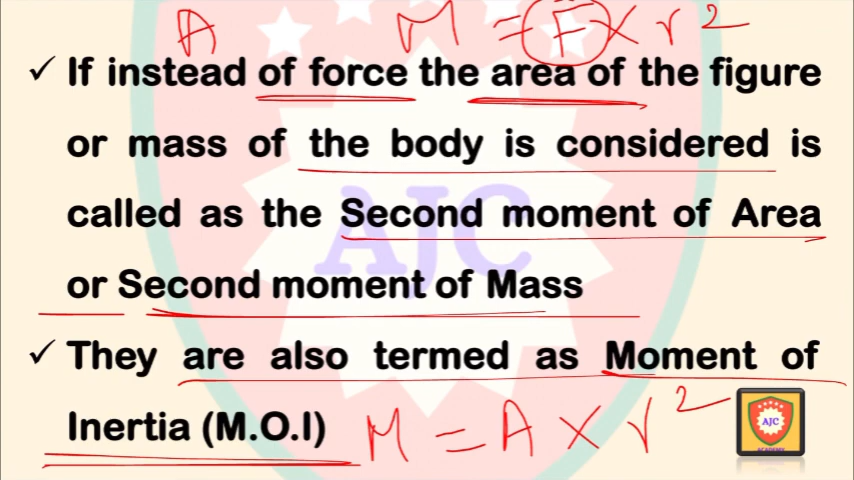 A M = F × r²
✓ If instead of force the area of the figure
or mass of the body is considered is
called as the Second moment of Area
or Second moment of Mass
✓ They are also termed as Moment of
Inertia (M.O.I) M = A × r²
AJC
AJC
ACADEMY